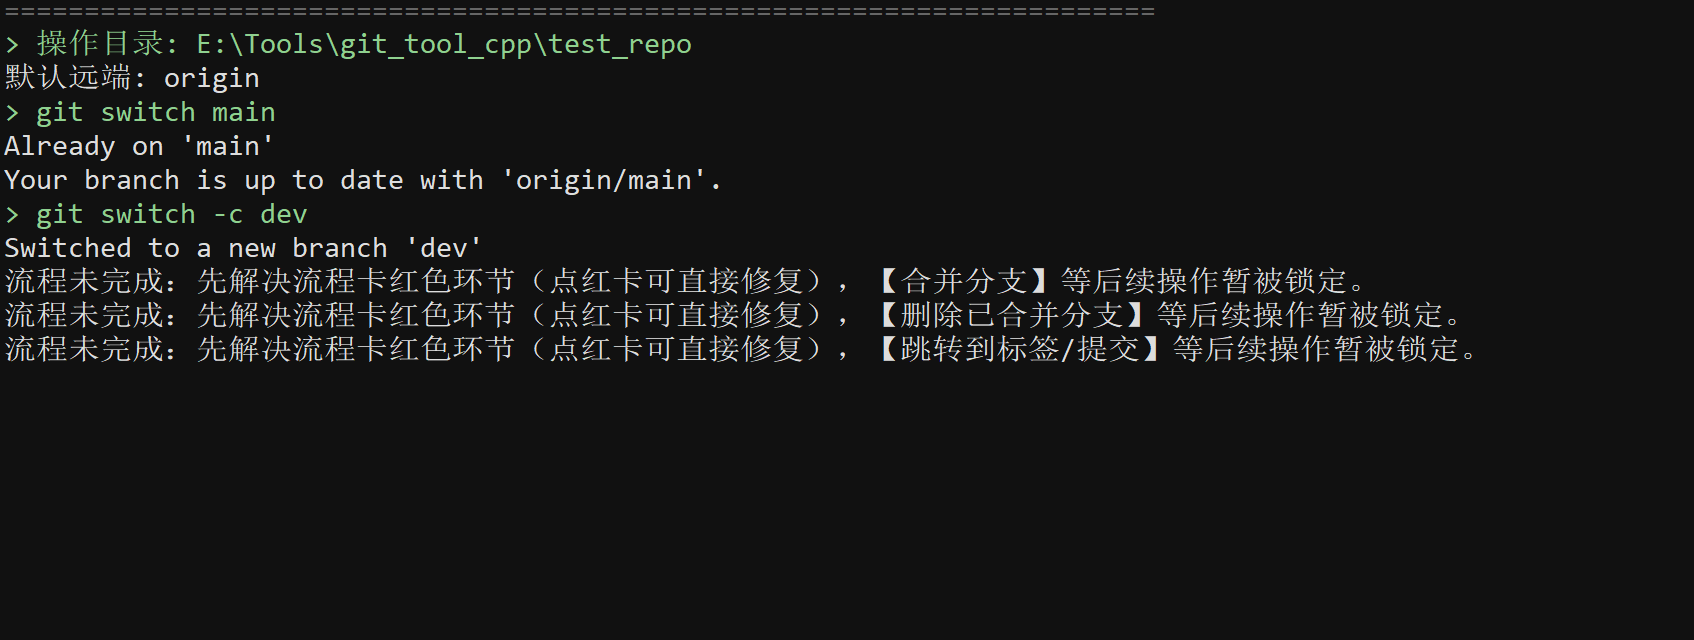 ========================================================================
> 操作目录: E:\Tools\git_tool_cpp\test_repo
默认远端: origin
> git switch main
Already on 'main'
Your branch is up to date with 'origin/main'.
> git switch -c dev
Switched to a new branch 'dev'
流程未完成：先解决流程卡红色环节（点红卡可直接修复），【合并分支】等后续操作暂被锁定。
流程未完成：先解决流程卡红色环节（点红卡可直接修复），【删除已合并分支】等后续操作暂被锁定。
流程未完成：先解决流程卡红色环节（点红卡可直接修复），【跳转到标签/提交】等后续操作暂被锁定。